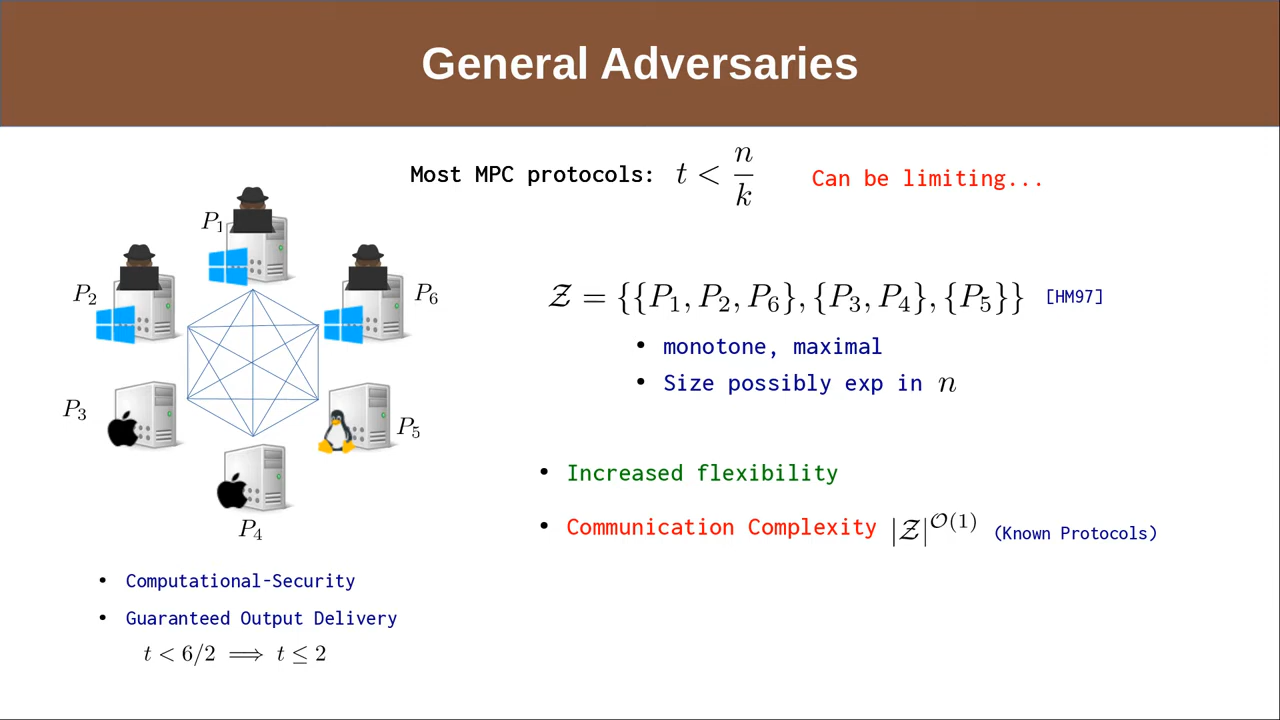 General Adversaries
Most MPC protocols: t < n/k
Can be limiting...
P₁
P₂
P₆
P₃
P₅
P₄
𝒵 = {{P₁, P₂, P₆}, {P₃, P₄}, {P₅}} [HM97]
• monotone, maximal
• Size possibly exp in n
• Increased flexibility
• Communication Complexity |𝒵|^𝒪(1) (Known Protocols)
• Computational-Security
• Guaranteed Output Delivery
t < 6/2 ⟹ t ≤ 2